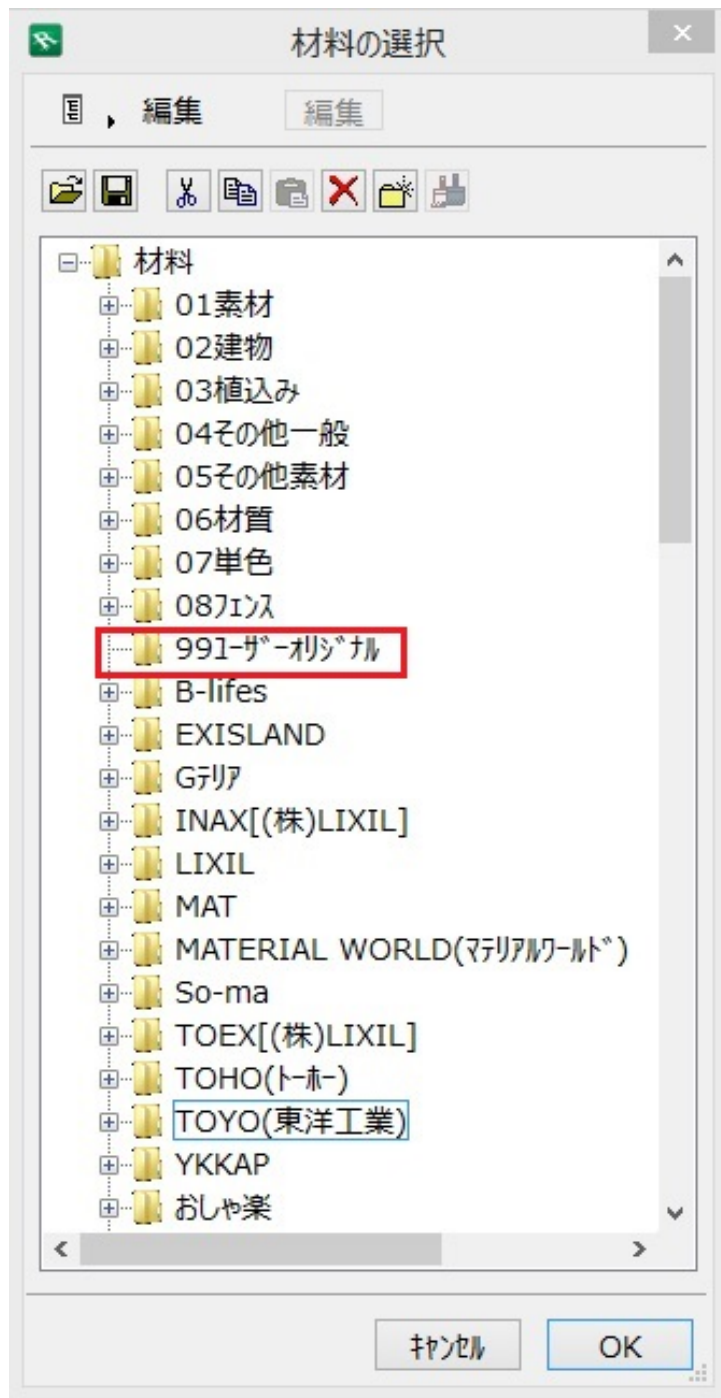 材料の選択
編集 編集
材料
01素材
02建物
03植込み
04その他一般
05その他素材
06材質
07単色
08ﾌｪﾝｽ
99ﾕｰｻﾞｰｵﾘｼﾞﾅﾙ
B-lifes
EXISLAND
Gﾃﾘｱ
INAX[(株)LIXIL]
LIXIL
MAT
MATERIAL WORLD(ﾏﾃﾘｱﾙﾜｰﾙﾄﾞ)
So-ma
TOEX[(株)LIXIL]
TOHO(ﾄｰﾎｰ)
TOYO(東洋工業)
YKKAP
おしゃ楽
ｷｬﾝｾﾙ OK